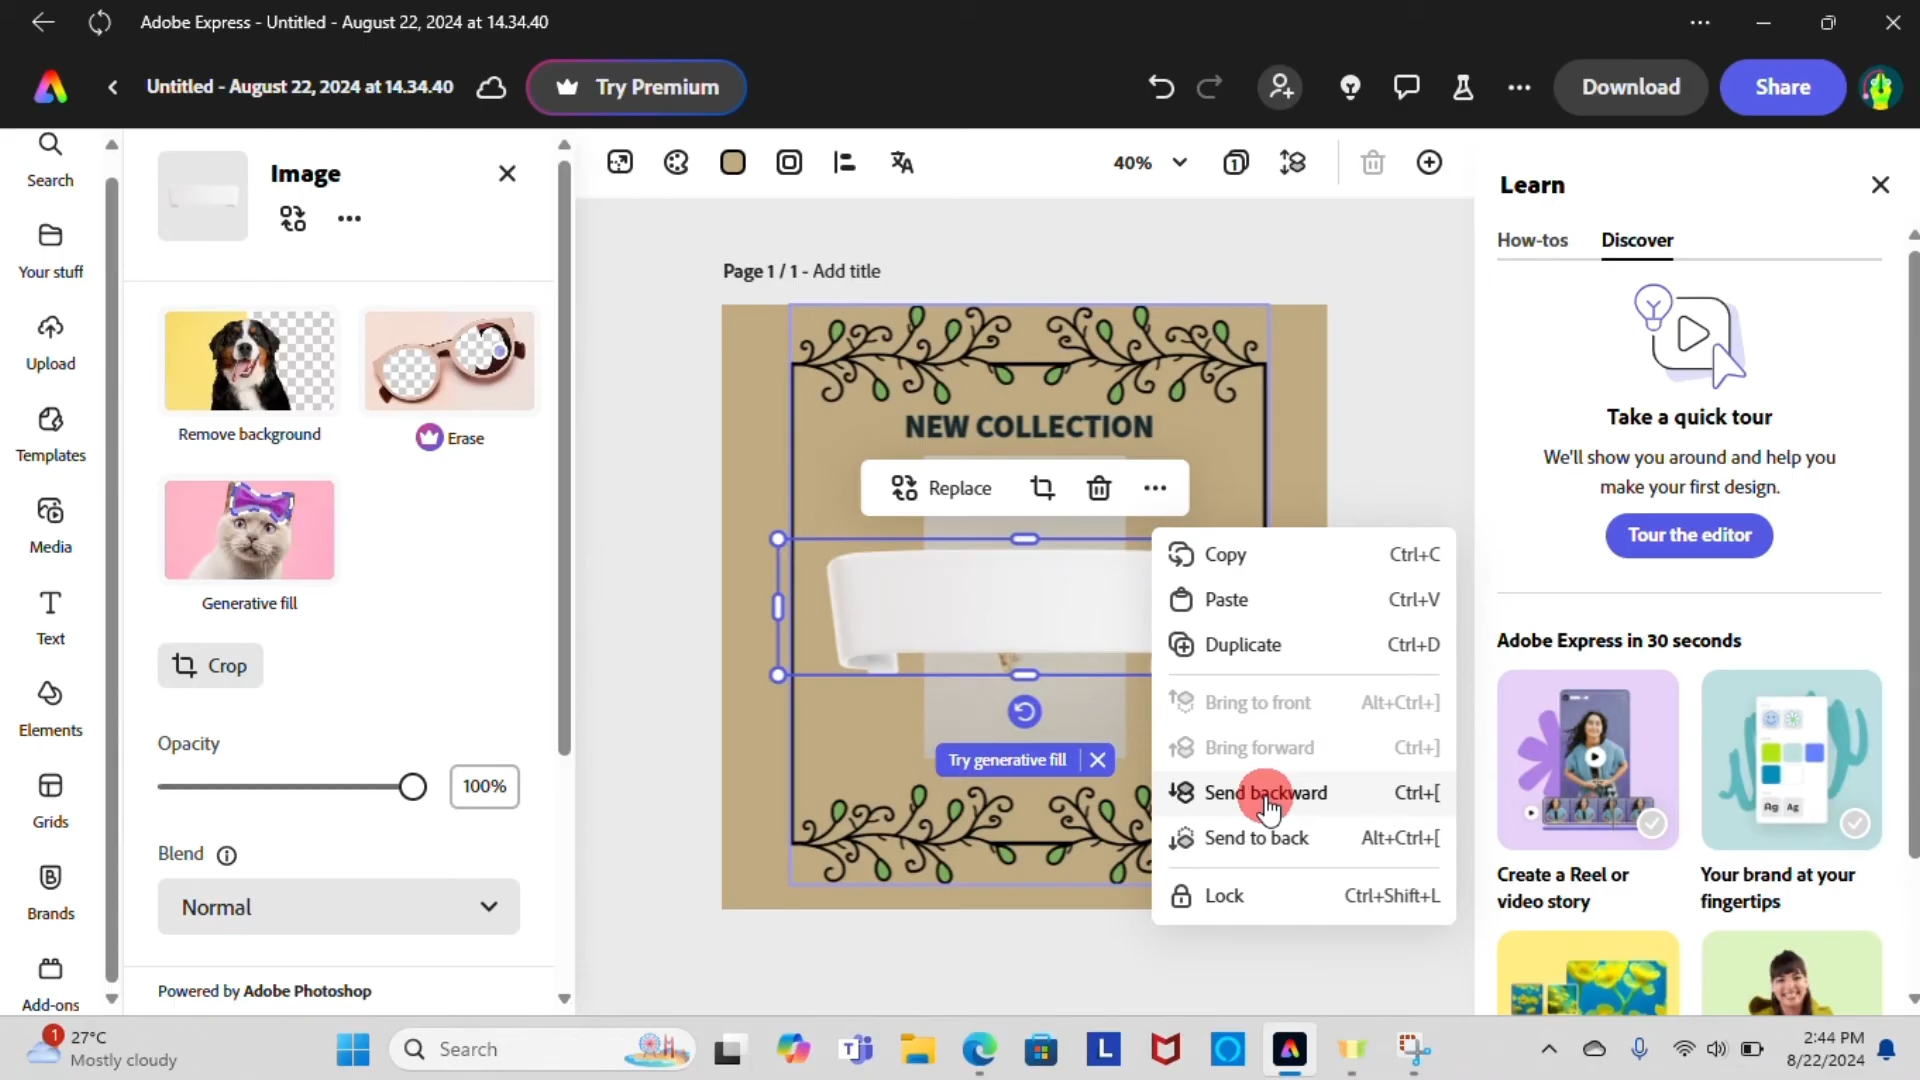 Adobe Express - Untitled - August 22, 2024 at 14.34.40
Untitled - August 22, 2024 at 14.34.40
Try Premium
Download
Share
Search
Your stuff
Upload
Templates
Media
Text
Elements
Grids
Brands
Add-ons
Image
Remove background
Erase
Generative fill
Crop
Opacity
100%
Blend
Normal
Powered by Adobe Photoshop
40%
1
Page 1 / 1 - Add title
NEW COLLECTION
Replace
Try generative fill
Copy Ctrl+C
Paste Ctrl+V
Duplicate Ctrl+D
Bring to front Alt+Ctrl+]
Bring forward Ctrl+]
Send backward Ctrl+[
Send to back Alt+Ctrl+[
Lock Ctrl+Shift+L
Learn
How-tos Discover
Take a quick tour
We'll show you around and help you
make your first design.
Tour the editor
Adobe Express in 30 seconds
Ag Ag
Create a Reel or
video story
Your brand at your
fingertips
1
27°C
Mostly cloudy
Search
L
2:44 PM
8/22/2024